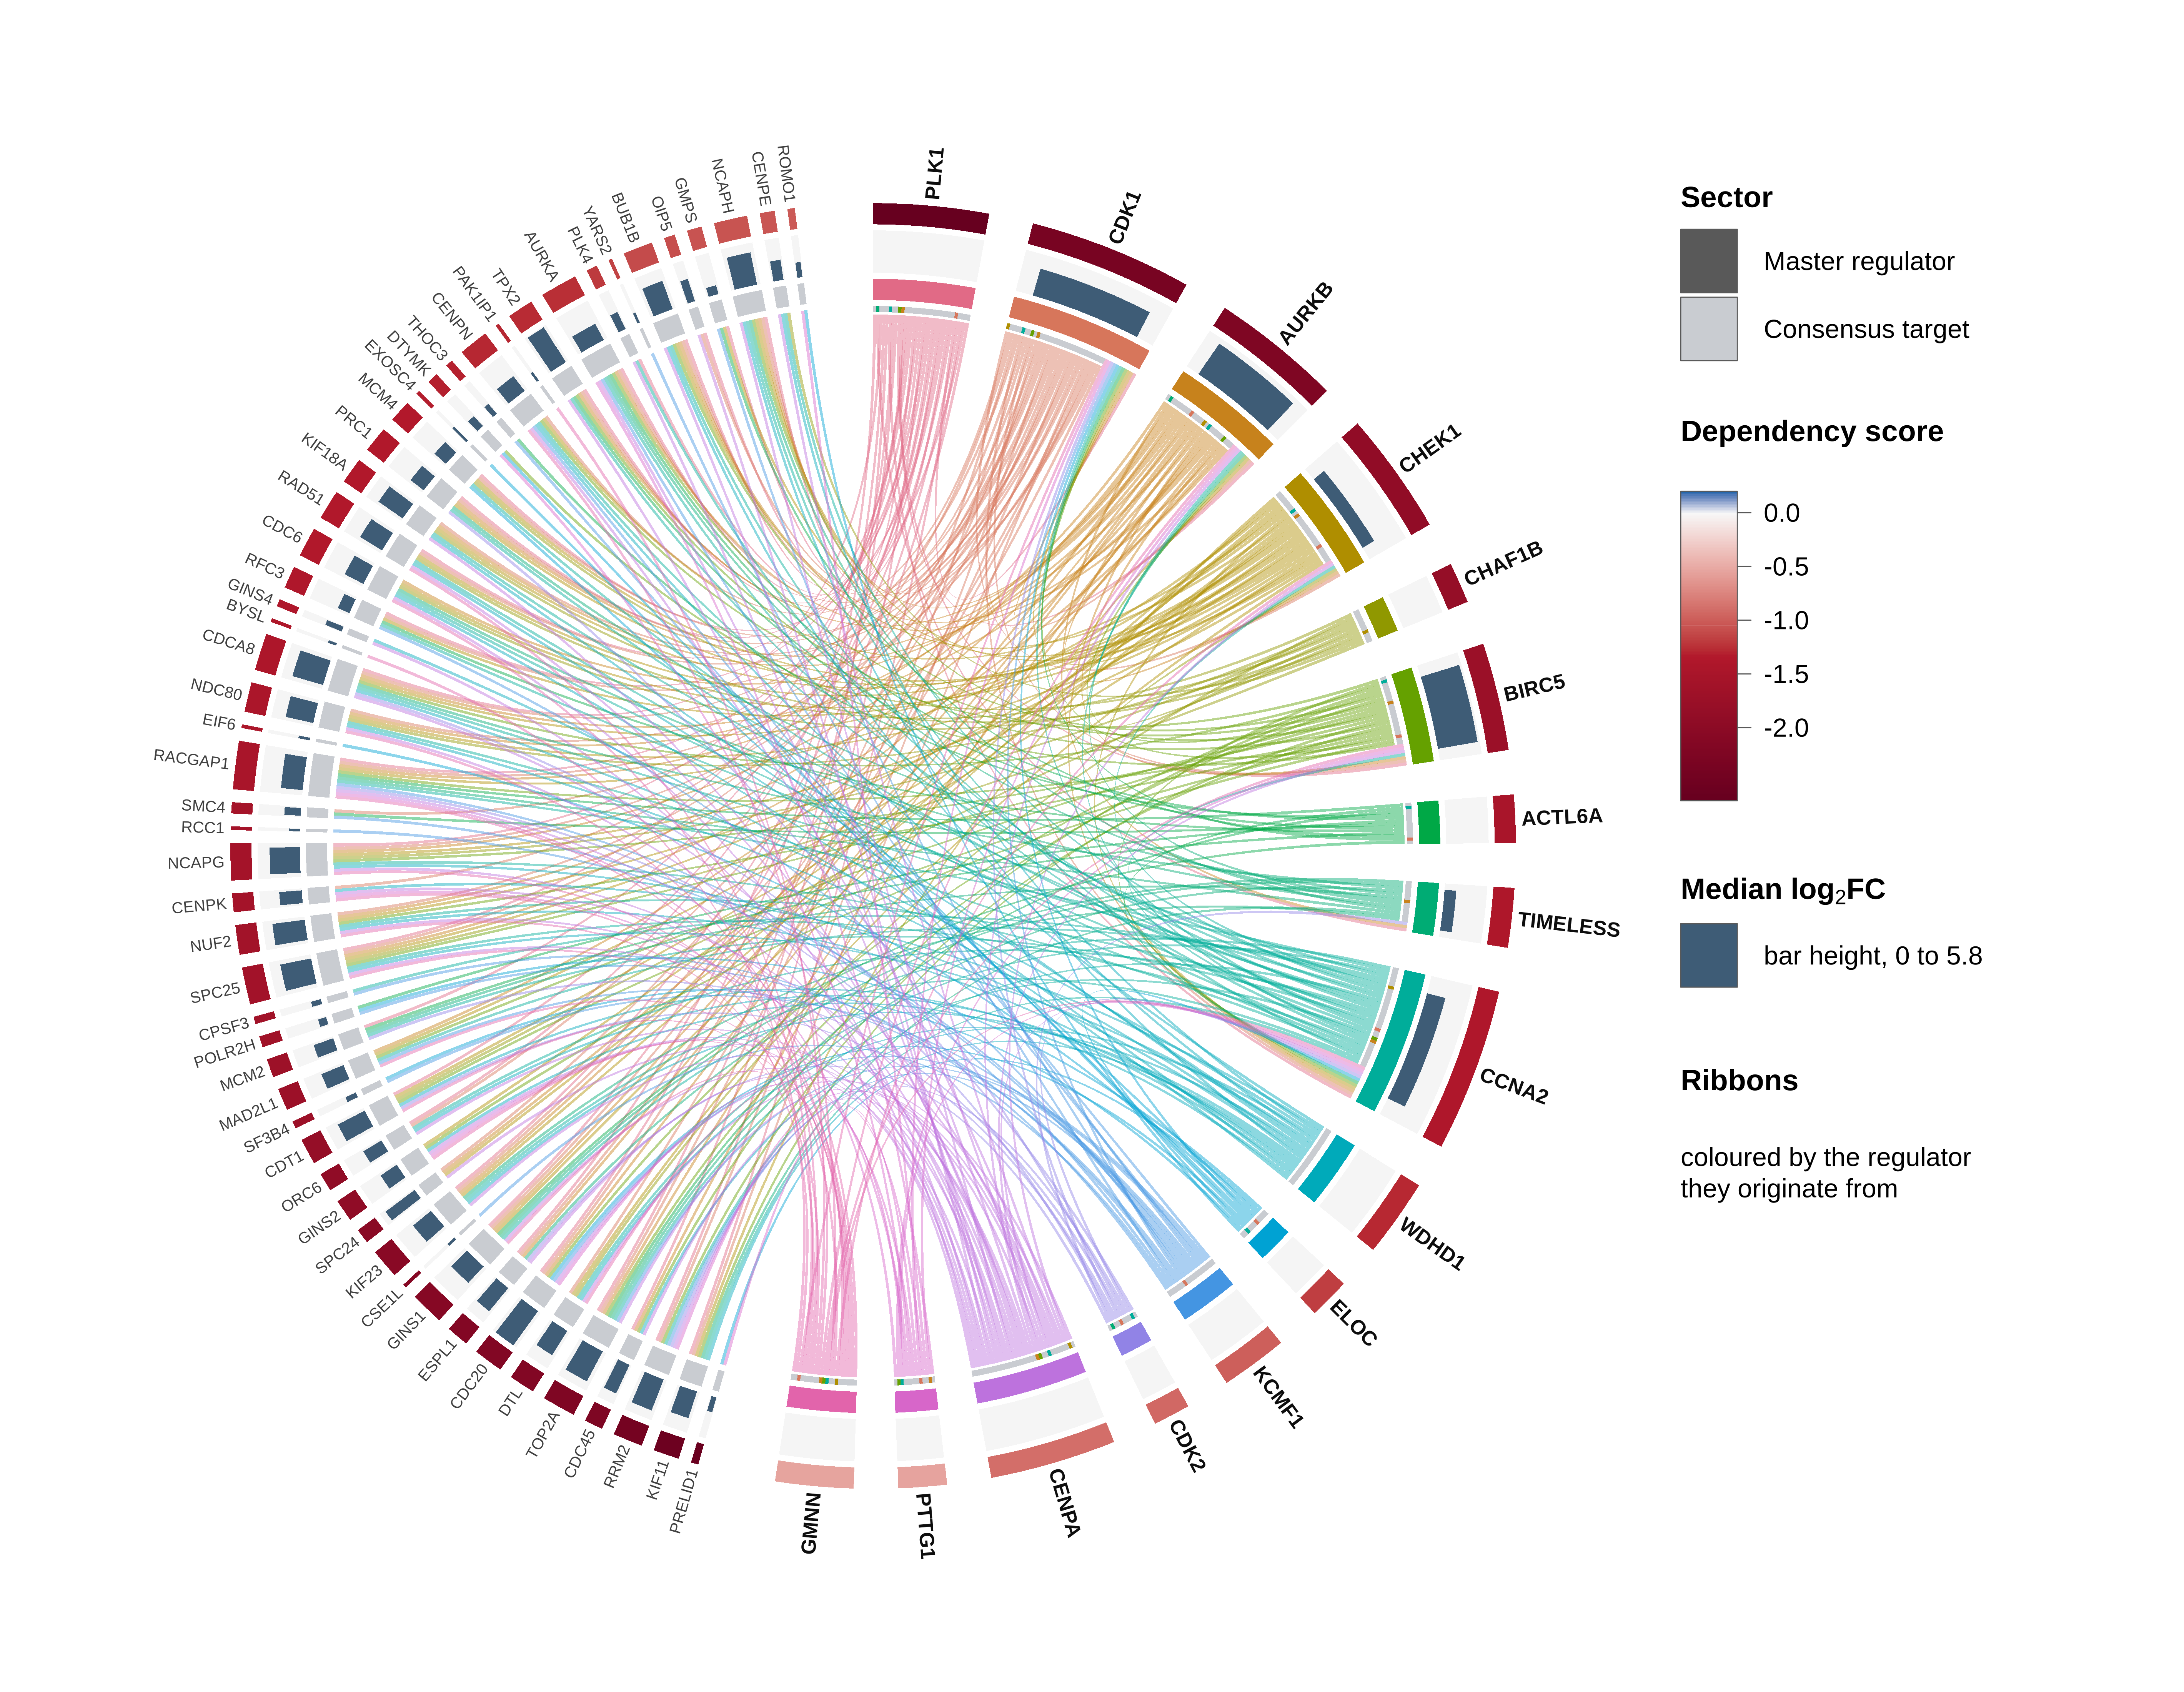 PLK1
CDK1
AURKB
CHEK1
CHAF1B
BIRC5
ACTL6A
TIMELESS
CCNA2
WDHD1
ELOC
KCMF1
CDK2
CENPA
PTTG1
GMNN
PRELID1
KIF11
RRM2
CDC45
TOP2A
DTL
CDC20
ESPL1
GINS1
CSE1L
KIF23
SPC24
GINS2
ORC6
CDT1
SF3B4
MAD2L1
MCM2
POLR2H
CPSF3
SPC25
NUF2
CENPK
NCAPG
RCC1
SMC4
RACGAP1
EIF6
NDC80
CDCA8
BYSL
GINS4
RFC3
CDC6
RAD51
KIF18A
PRC1
MCM4
EXOSC4
DTYMK
THOC3
CENPN
PAK1IP1
TPX2
AURKA
PLK4
YARS2
BUB1B
OIP5
GMPS
NCAPH
CENPE
ROMO1
Sector
Master regulator
Consensus target
Dependency score
0.0
-0.5
-1.0
-1.5
-2.0
Median log₂FC
bar height, 0 to 5.8
Ribbons
coloured by the regulator
they originate from